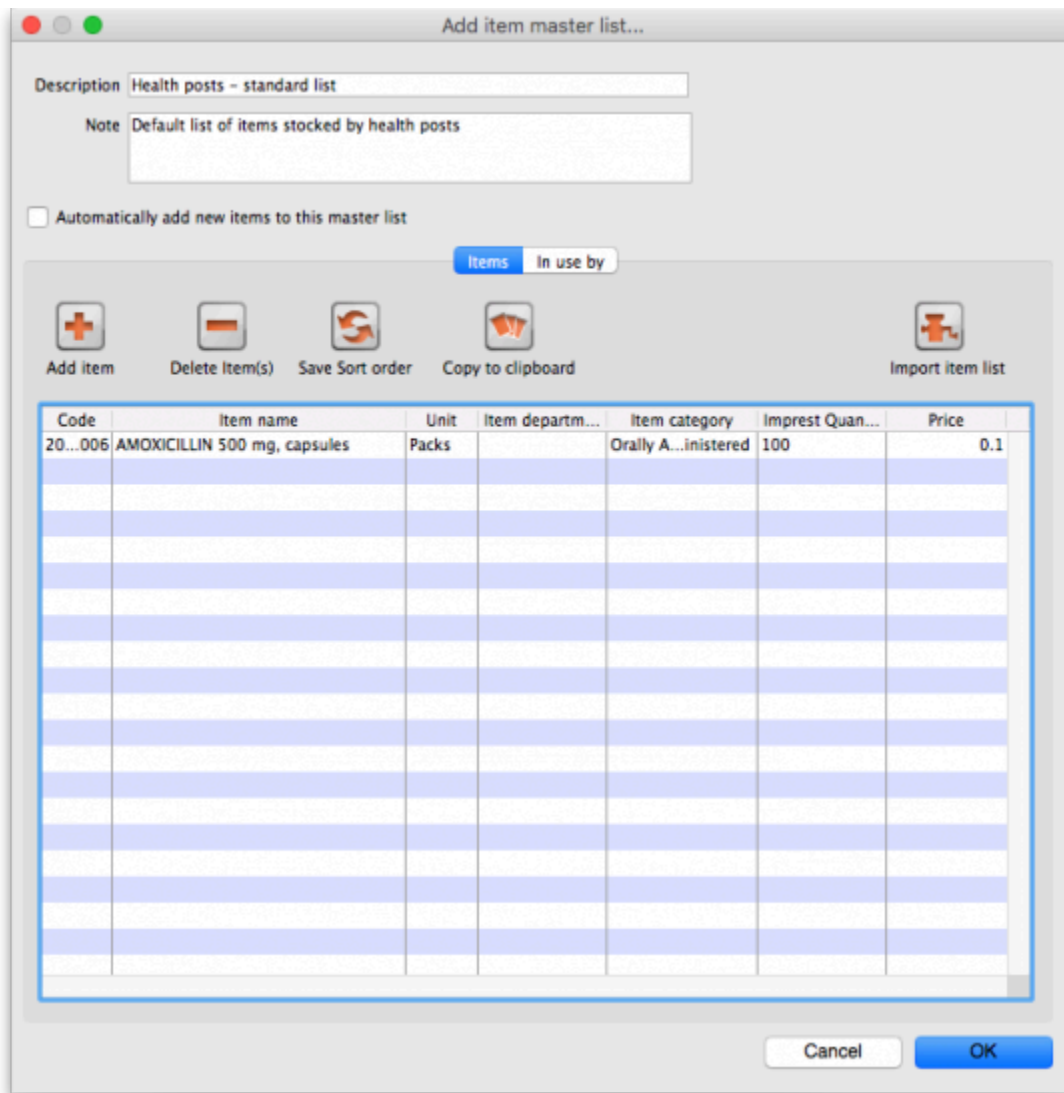 Add item master list...
Description Health posts – standard list
Note Default list of items stocked by health posts
Automatically add new items to this master list
Items In use by
Add item Delete Item(s) Save Sort order Copy to clipboard Import item list
Code Item name Unit Item departm... Item category Imprest Quan... Price
20...006 AMOXICILLIN 500 mg, capsules Packs Orally A...inistered 100 0.1
Cancel OK